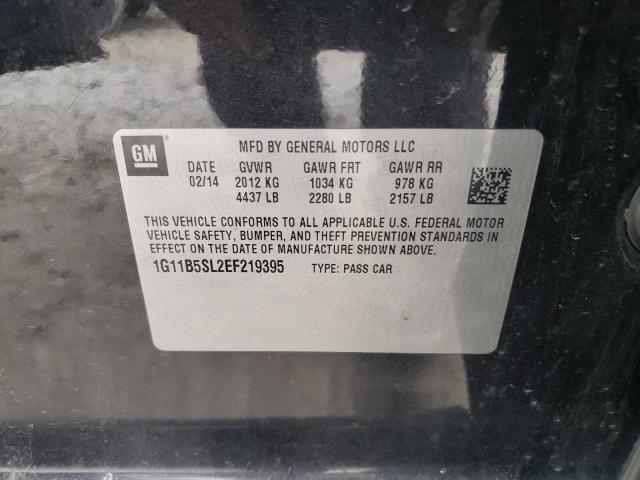 GM
MFD BY GENERAL MOTORS LLC
DATE GVWR GAWR FRT GAWR RR
02/14 2012 KG 1034 KG 978 KG
4437 LB 2280 LB 2157 LB
THIS VEHICLE CONFORMS TO ALL APPLICABLE U.S. FEDERAL MOTOR
VEHICLE SAFETY, BUMPER, AND THEFT PREVENTION STANDARDS IN
EFFECT ON THE DATE OF MANUFACTURE SHOWN ABOVE.
1G11B5SL2EF219395 TYPE: PASS CAR